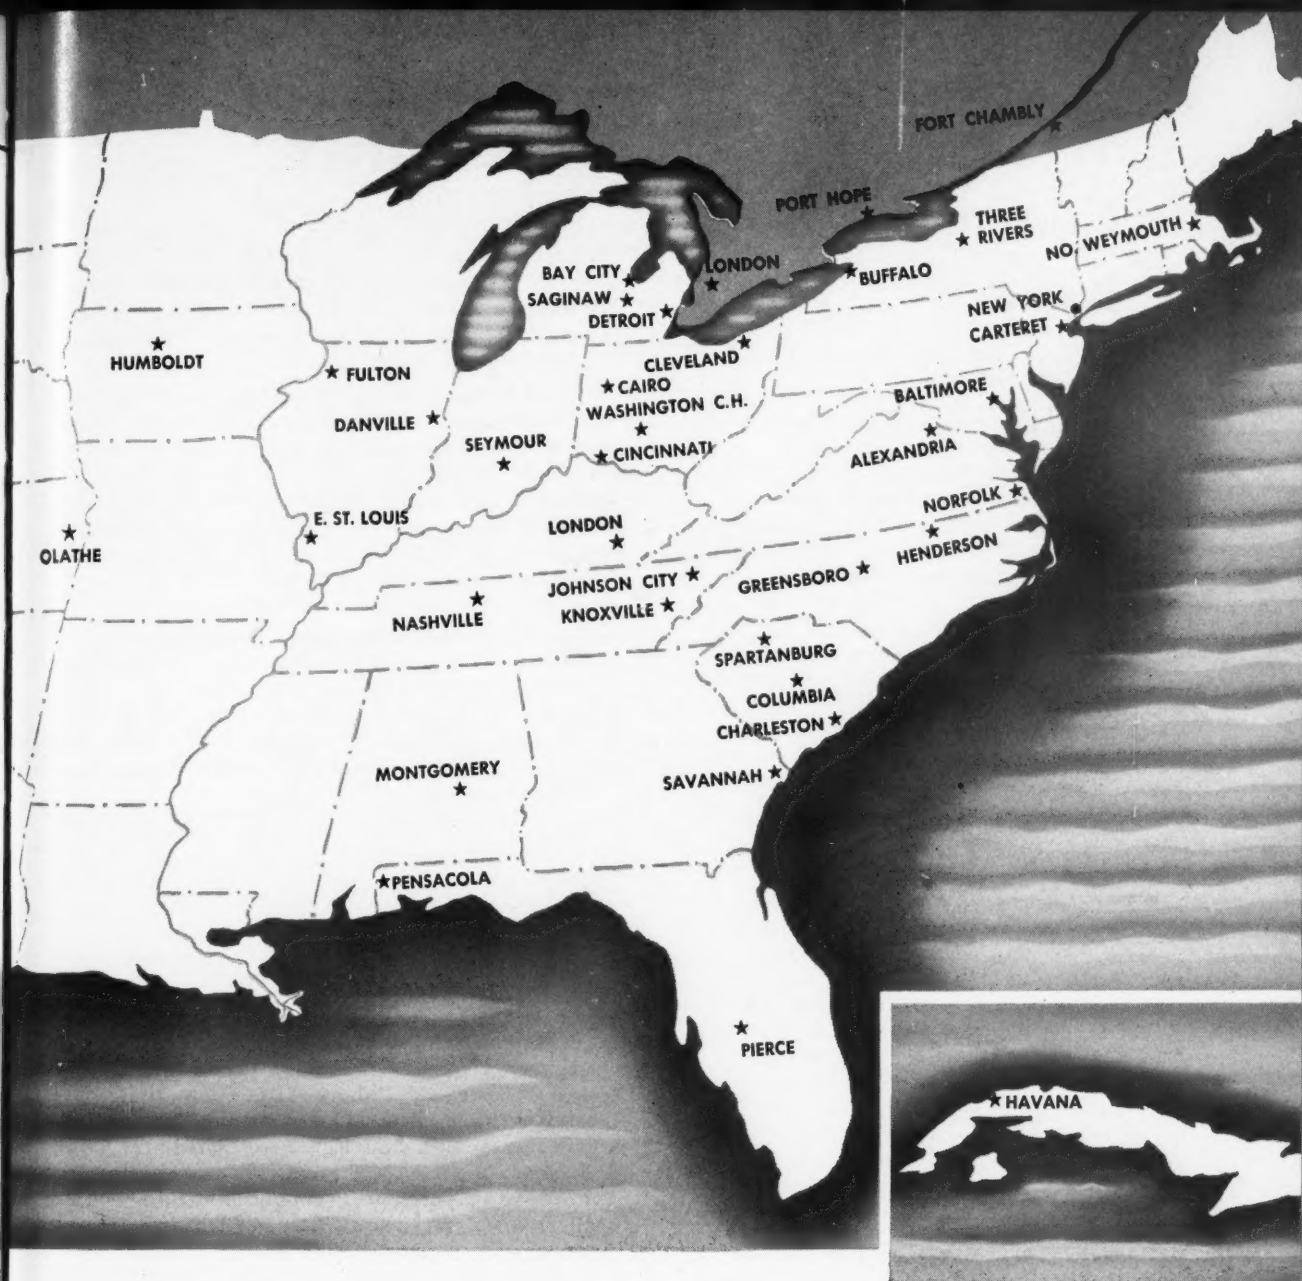 FORT CHAMBLY
PORT HOPE
THREE
RIVERS
NO. WEYMOUTH
BAY CITY
LONDON
BUFFALO
SAGINAW
DETROIT
NEW YORK
CARTERET
HUMBOLDT
FULTON
CLEVELAND
CAIRO
BALTIMORE
WASHINGTON C.H.
DANVILLE
SEYMOUR
CINCINNATI
ALEXANDRIA
NORFOLK
E. ST. LOUIS
LONDON
HENDERSON
OLATHE
JOHNSON CITY
GREENSBORO
KNOXVILLE
NASHVILLE
SPARTANBURG
COLUMBIA
CHARLESTON
MONTGOMERY
SAVANNAH
PENSACOLA
PIERCE
HAVANA